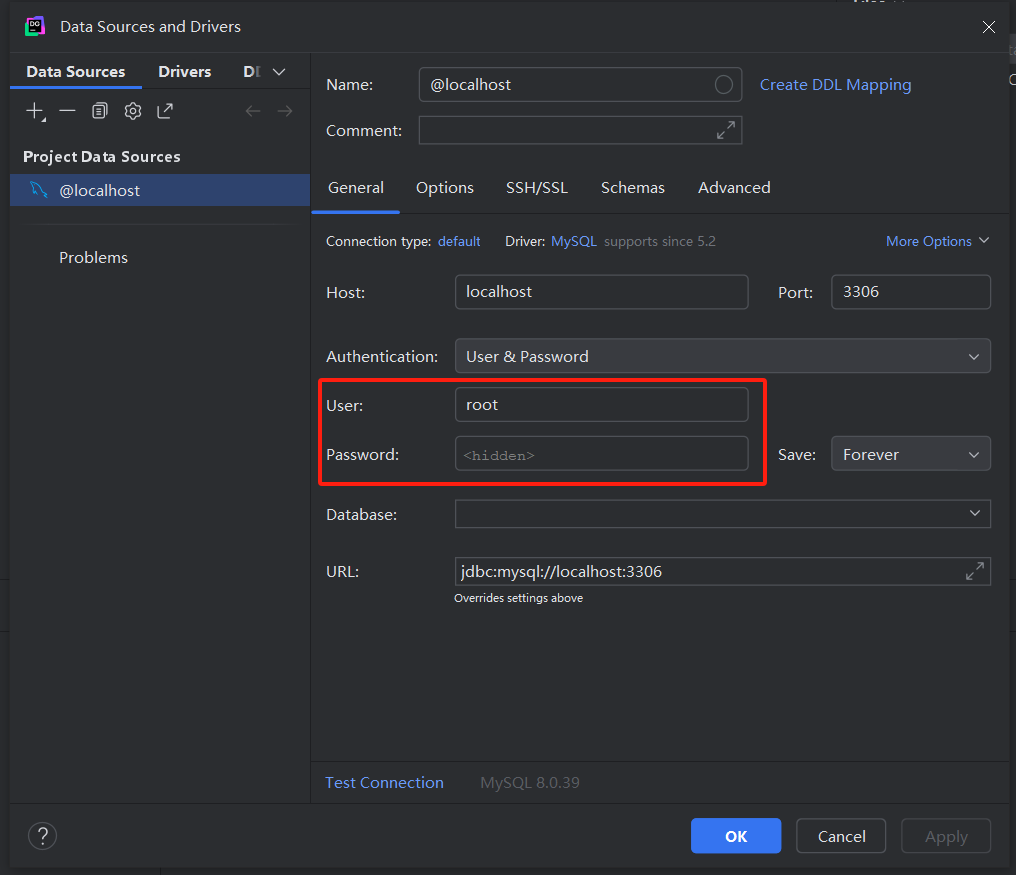 DG
Data Sources and Drivers
Data Sources Drivers
Name: @localhost Create DDL Mapping
Comment:
Project Data Sources
@localhost
General Options SSH/SSL Schemas Advanced
Connection type: default Driver: MySQL supports since 5.2 More Options
Problems
Host: localhost Port: 3306
Authentication: User & Password
User: root
Password: <hidden> Save: Forever
Database:
URL: jdbc:mysql://localhost:3306
Overrides settings above
Test Connection MySQL 8.0.39
? OK Cancel Apply